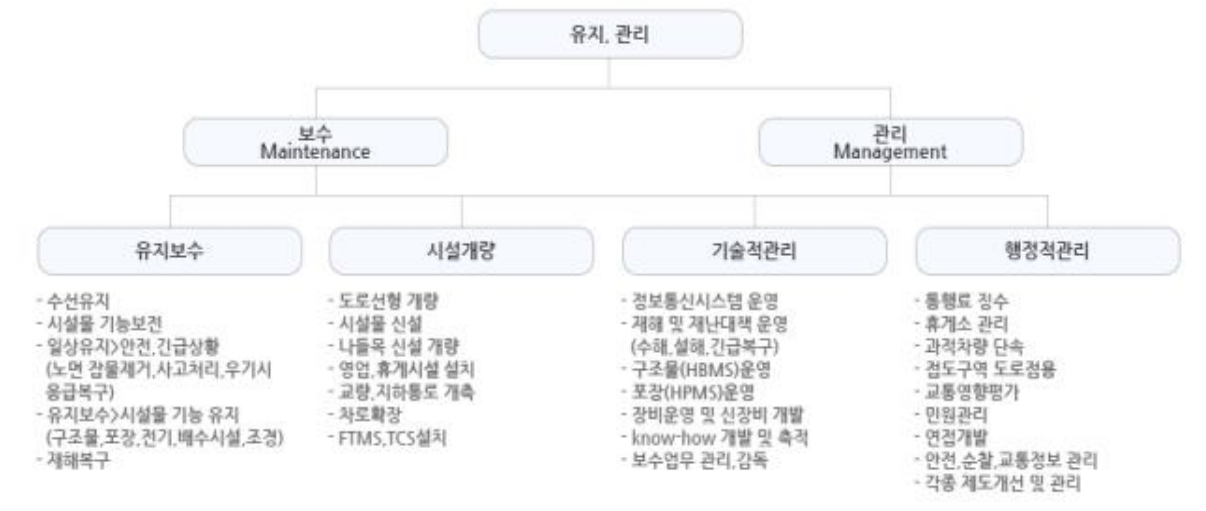 유지, 관리
보수
Maintenance
관리
Management
유지보수
- 수선유지
- 시설물 기능보전
- 일상유지>안전,긴급상황
(노면 잡물제거,사고처리,우기시
응급복구)
- 유지보수>시설물 기능 유지
(구조물,포장,전기,배수시설,조경)
- 재해복구
시설개량
- 도로선형 개량
- 시설물 신설
- 나들목 신설 개량
- 영업,휴게시설 설치
- 교량,지하통로 개축
- 차로확장
- FTMS,TCS설치
기술적관리
- 정보통신시스템 운영
- 재해 및 재난대책 운영
(수해,설해,긴급복구)
- 구조물(HBMS)운영
- 포장(HPMS)운영
- 장비운영 및 신장비 개발
- know-how 개발 및 축적
- 보수업무 관리,감독
행정적관리
- 통행료 징수
- 휴게소 관리
- 과적차량 단속
- 접도구역 도로점용
- 교통영향평가
- 민원관리
- 연접개발
- 안전,순찰,교통정보 관리
- 각종 제도개선 및 관리